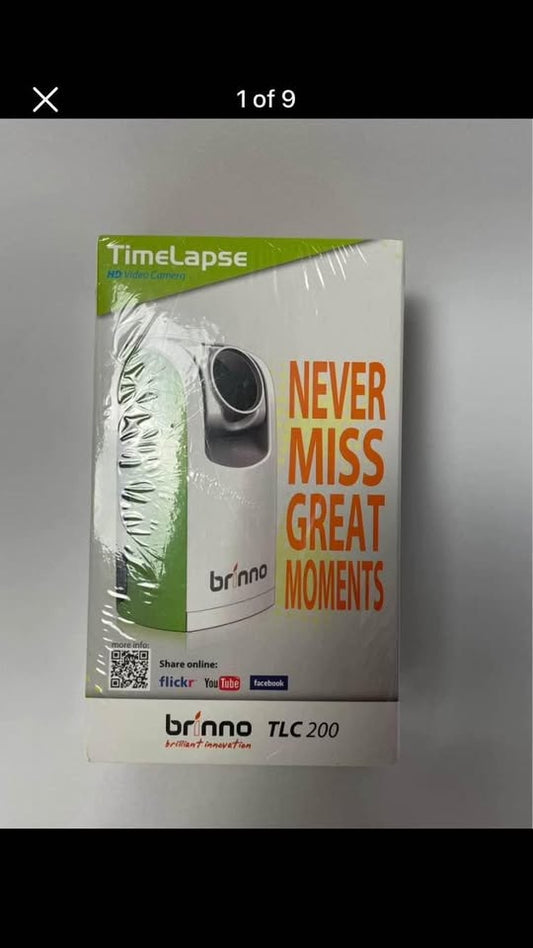 1 of 9
TimeLapse
HD Video Camera
NEVER
MISS
GREAT
MOMENTS
brinno
more info:
Share online:
flickr YouTube facebook
brinno TLC 200
brilliant innovation